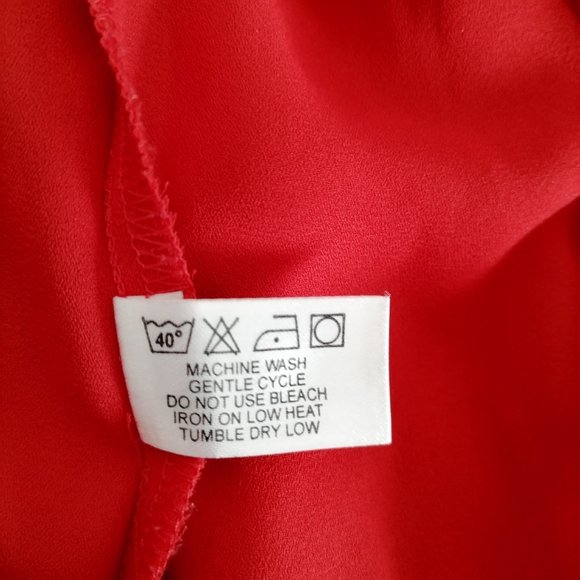 40°
MACHINE WASH
GENTLE CYCLE
DO NOT USE BLEACH
IRON ON LOW HEAT
TUMBLE DRY LOW